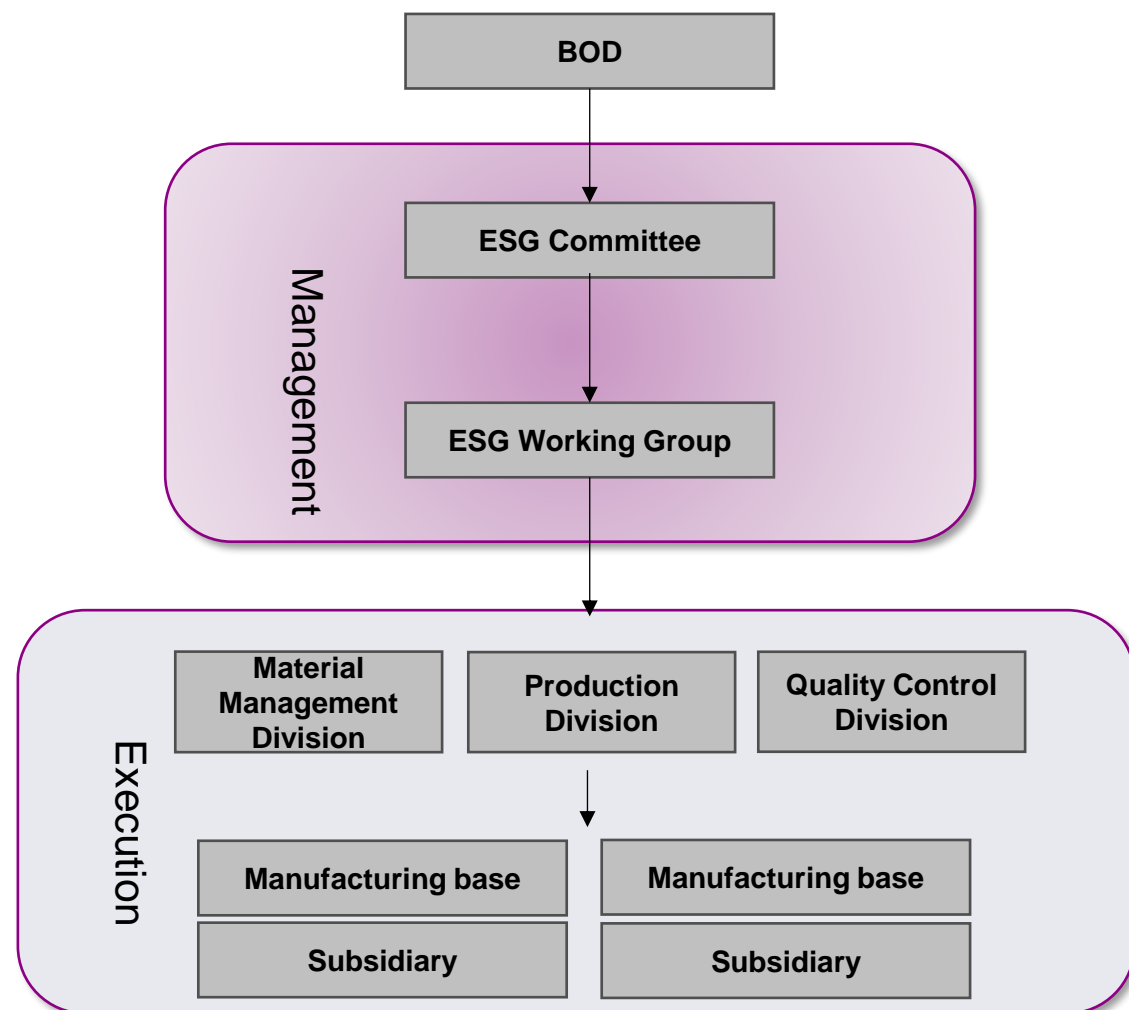 BOD
ESG Committee
Management
ESG Working Group
Material
Management
Division
Production
Division
Quality Control
Division
Execution
Manufacturing base
Manufacturing base
Subsidiary
Subsidiary